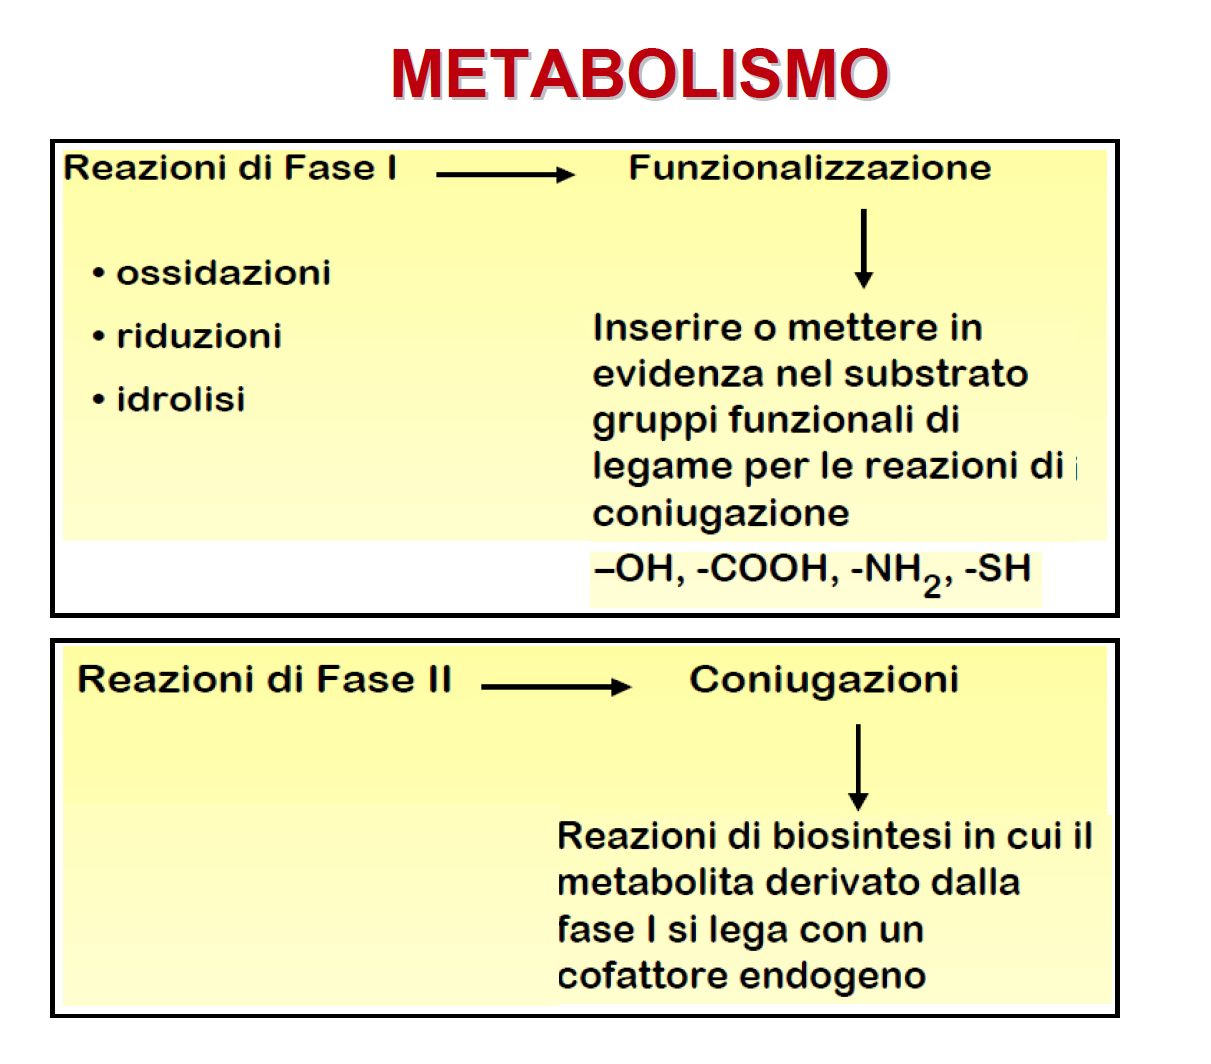 METABOLISMO
Reazioni di Fase I
Funzionalizzazione
• ossidazioni
• riduzioni
• idrolisi
Inserire o mettere in
evidenza nel substrato
gruppi funzionali di
legame per le reazioni di
coniugazione
–OH, -COOH, -NH₂, -SH
Reazioni di Fase II
Coniugazioni
Reazioni di biosintesi in cui il
metabolita derivato dalla
fase I si lega con un
cofattore endogeno